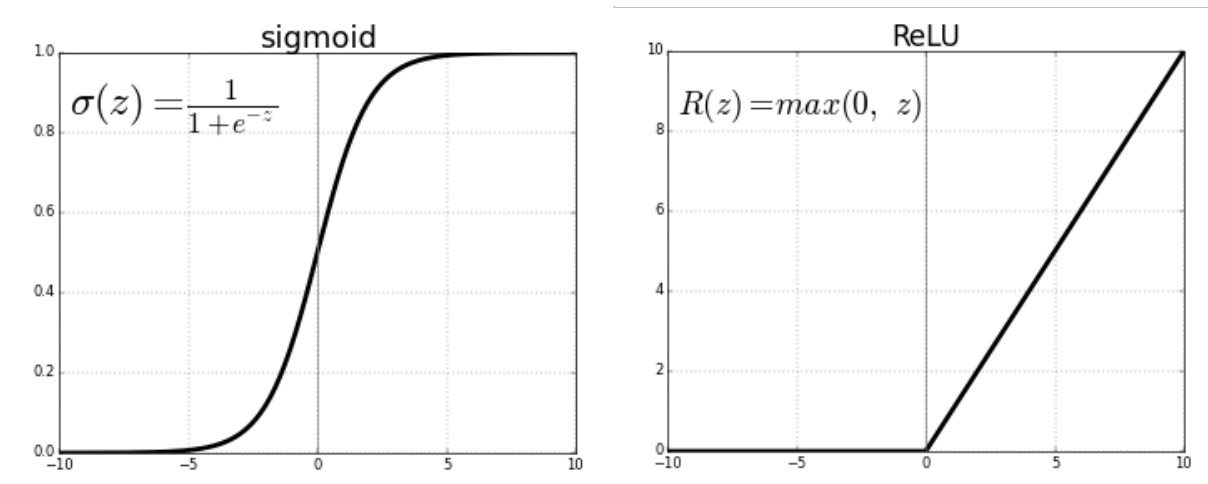 sigmoid
1.0
0.8
0.6
0.4
0.2
0.0
σ(z) = 1 / (1 + e^{-z})
−10 −5 0 5 10
ReLU
10
8
6
4
2
0
R(z) = max(0, z)
−10 −5 0 5 10